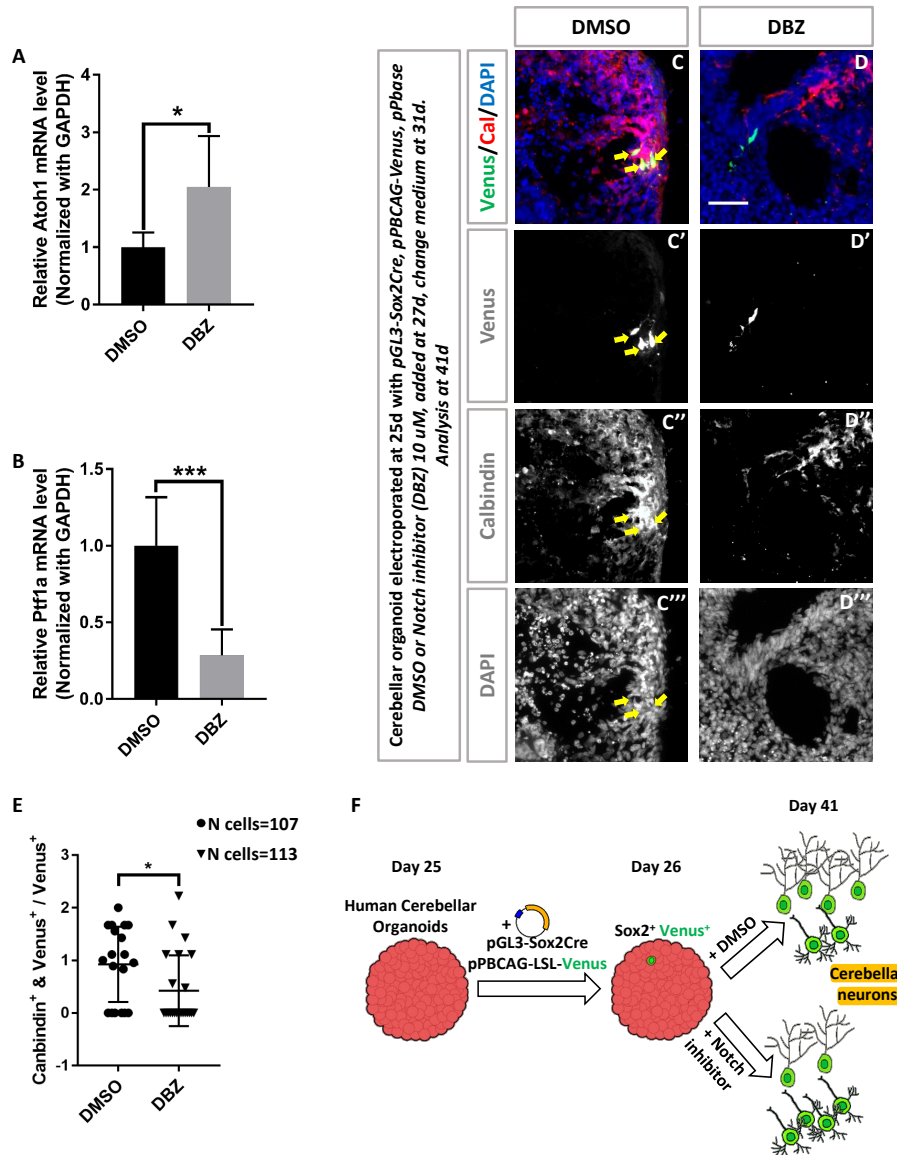 A
Relative Atoh1 mRNA level
(Normalized with GAPDH)
4
3
2
1
0
*
DMSO
DBZ
B
Relative Ptf1a mRNA level
(Normalized with GAPDH)
1.5
1.0
0.5
0.0
***
DMSO
DBZ
Cerebellar organoid electroporated at 25d with pGL3-Sox2Cre, pPBCAG-Venus, pPbase
DMSO or Notch inhibitor (DBZ) 10 uM, added at 27d, change medium at 31d.
Analysis at 41d
DMSO
DBZ
Venus/Cal/DAPI
C
D
Venus
C'
D'
Calbindin
C''
D''
DAPI
C'''
D'''
E
N cells=107
N cells=113
Canbindin+ & Venus+ / Venus+
3
2
1
0
-1
*
DMSO
DBZ
F
Day 25
Human Cerebellar
Organoids
+
pGL3-Sox2Cre
pPBCAG-LSL-Venus
Day 26
Sox2+ Venus+
+ DMSO
+ Notch
inhibitor
Day 41
Cerebella
neurons